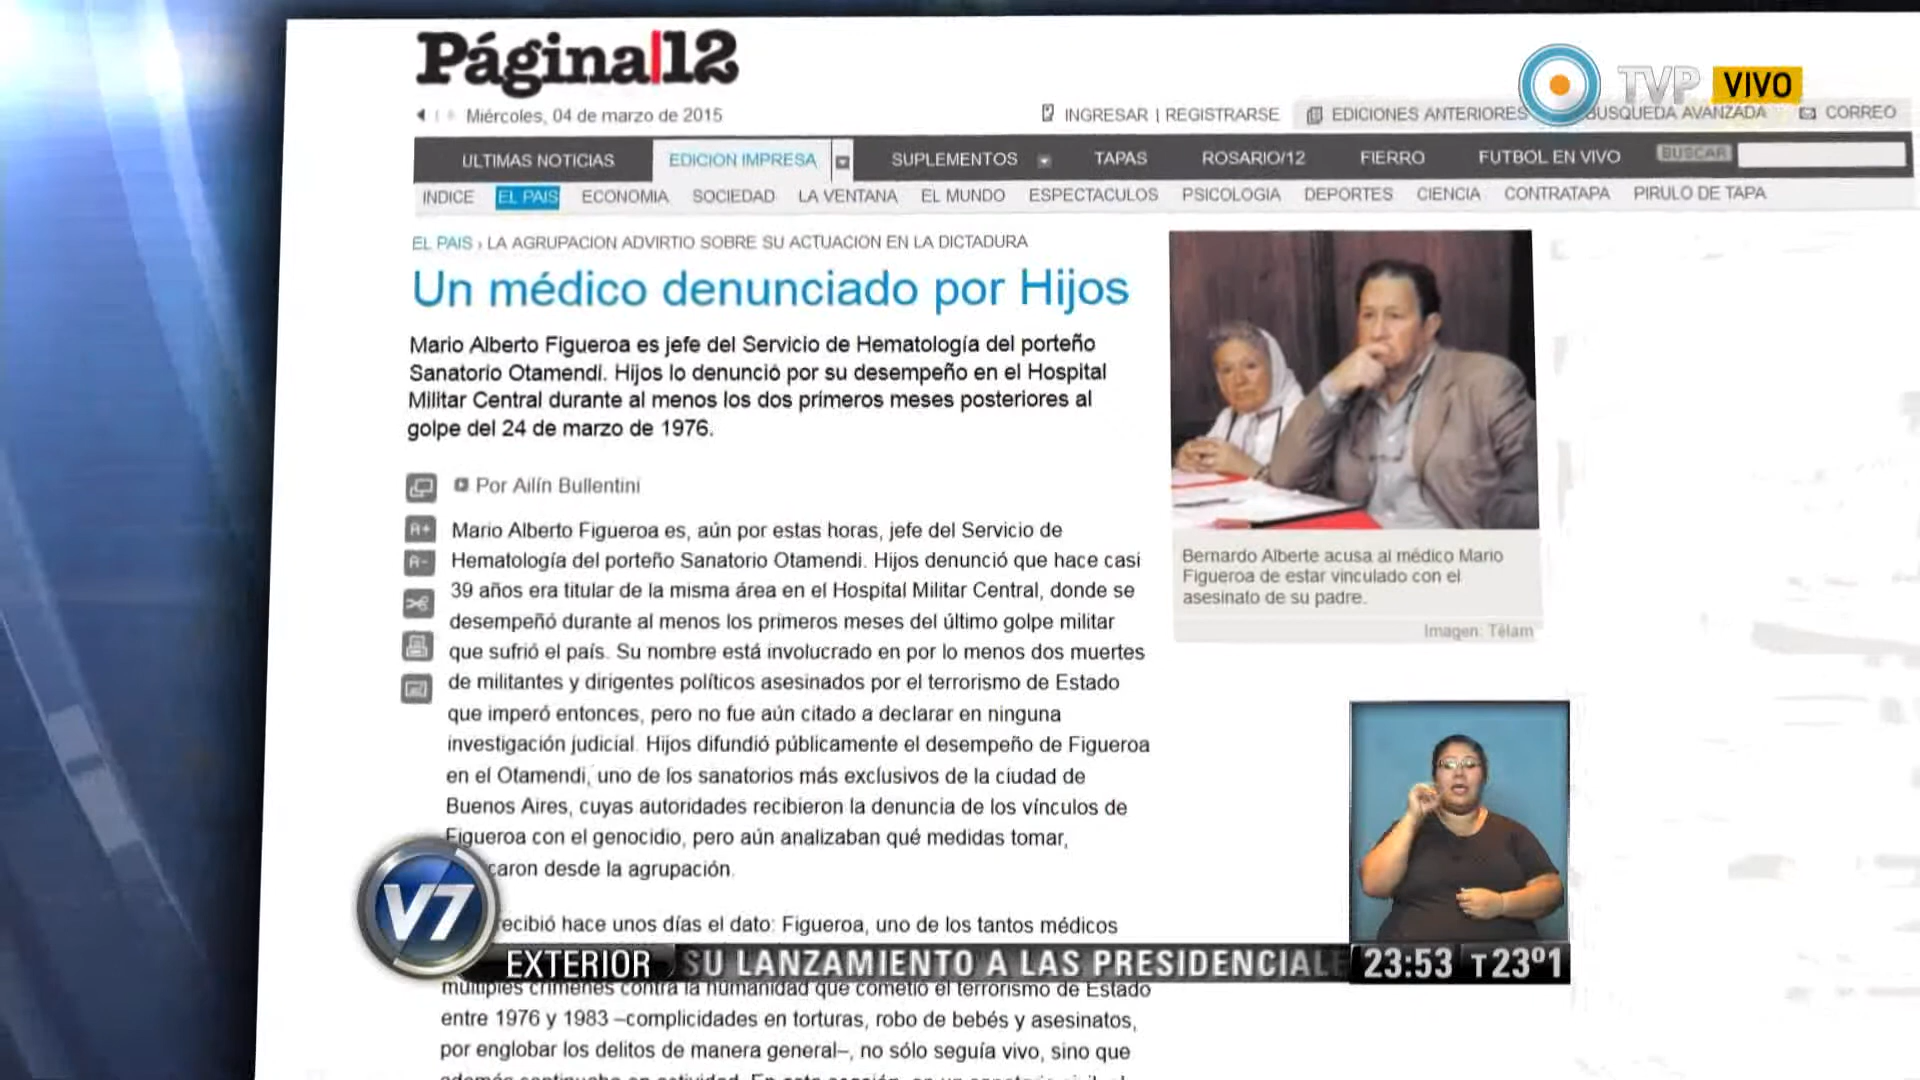 Página|12
TVP VIVO
Miércoles, 04 de marzo de 2015
INGRESAR | REGISTRARSE
EDICIONES ANTERIORES
BUSQUEDA AVANZADA
CORREO
ULTIMAS NOTICIAS
EDICION IMPRESA
SUPLEMENTOS
TAPAS
ROSARIO/12
FIERRO
FUTBOL EN VIVO
BUSCAR
INDICE EL PAIS ECONOMIA SOCIEDAD LA VENTANA EL MUNDO ESPECTACULOS PSICOLOGIA DEPORTES CIENCIA CONTRATAPA PIRULO DE TAPA
EL PAIS › LA AGRUPACION ADVIRTIO SOBRE SU ACTUACION EN LA DICTADURA
Un médico denunciado por Hijos
Mario Alberto Figueroa es jefe del Servicio de Hematología del porteño
Sanatorio Otamendi. Hijos lo denunció por su desempeño en el Hospital
Militar Central durante al menos los dos primeros meses posteriores al
golpe del 24 de marzo de 1976.
Por Ailín Bullentini
A+
A-
Mario Alberto Figueroa es, aún por estas horas, jefe del Servicio de
Hematología del porteño Sanatorio Otamendi. Hijos denunció que hace casi
39 años era titular de la misma área en el Hospital Militar Central, donde se
desempeñó durante al menos los primeros meses del último golpe militar
que sufrió el país. Su nombre está involucrado en por lo menos dos muertes
de militantes y dirigentes políticos asesinados por el terrorismo de Estado
que imperó entonces, pero no fue aún citado a declarar en ninguna
investigación judicial. Hijos difundió públicamente el desempeño de Figueroa
en el Otamendi, uno de los sanatorios más exclusivos de la ciudad de
Buenos Aires, cuyas autoridades recibieron la denuncia de los vínculos de
Figueroa con el genocidio, pero aún analizaban qué medidas tomar,
caron desde la agrupación.
ecibió hace unos días el dato: Figueroa, uno de los tantos médicos
múltiples crímenes contra la humanidad que cometió el terrorismo de Estado
entre 1976 y 1983 –complicidades en torturas, robo de bebés y asesinatos,
por englobar los delitos de manera general–, no sólo seguía vivo, sino que
Bernardo Alberte acusa al médico Mario
Figueroa de estar vinculado con el
asesinato de su padre.
Imagen: Télam
V7
EXTERIOR
SU LANZAMIENTO A LAS PRESIDENCIALE
23:53 T23º1